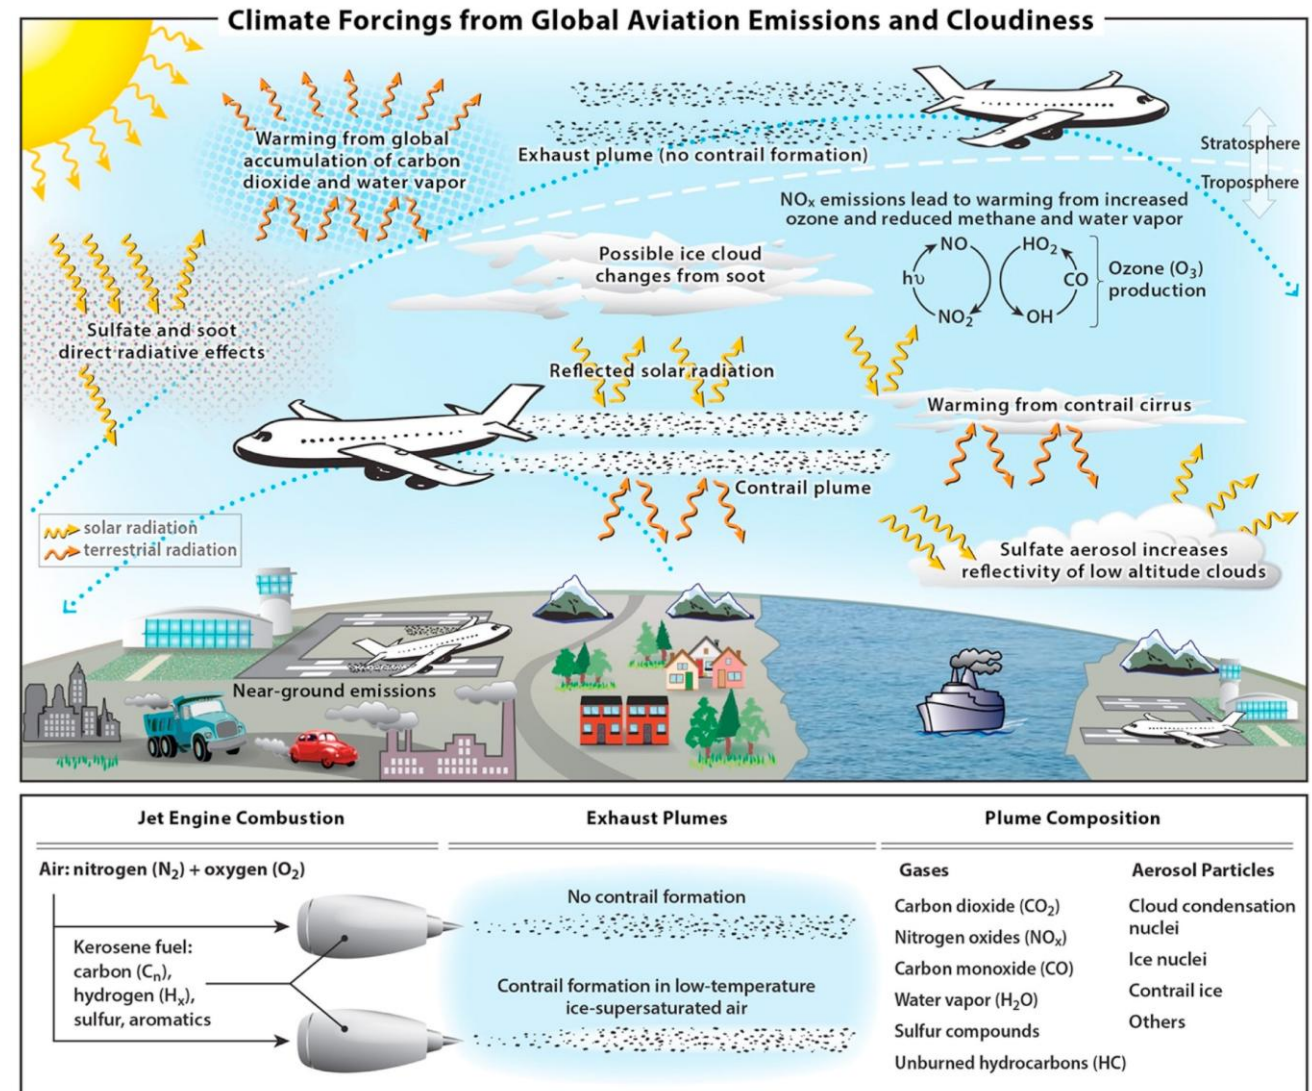 Climate Forcings from Global Aviation Emissions and Cloudiness
Warming from global
accumulation of carbon
dioxide and water vapor
Exhaust plume (no contrail formation)
Stratosphere
Troposphere
NOₓ emissions lead to warming from increased
ozone and reduced methane and water vapor
NO
HO₂
hυ
CO
NO₂
OH
Ozone (O₃)
production
Possible ice cloud
changes from soot
Sulfate and soot
direct radiative effects
Reflected solar radiation
Warming from contrail cirrus
Contrail plume
solar radiation
terrestrial radiation
Sulfate aerosol increases
reflectivity of low altitude clouds
Near-ground emissions
Jet Engine Combustion
Air: nitrogen (N₂) + oxygen (O₂)
Kerosene fuel:
carbon (Cₙ),
hydrogen (Hₓ),
sulfur, aromatics
Exhaust Plumes
No contrail formation
Contrail formation in low-temperature
ice-supersaturated air
Plume Composition
Gases
Carbon dioxide (CO₂)
Nitrogen oxides (NOₓ)
Carbon monoxide (CO)
Water vapor (H₂O)
Sulfur compounds
Unburned hydrocarbons (HC)
Aerosol Particles
Cloud condensation
nuclei
Ice nuclei
Contrail ice
Others